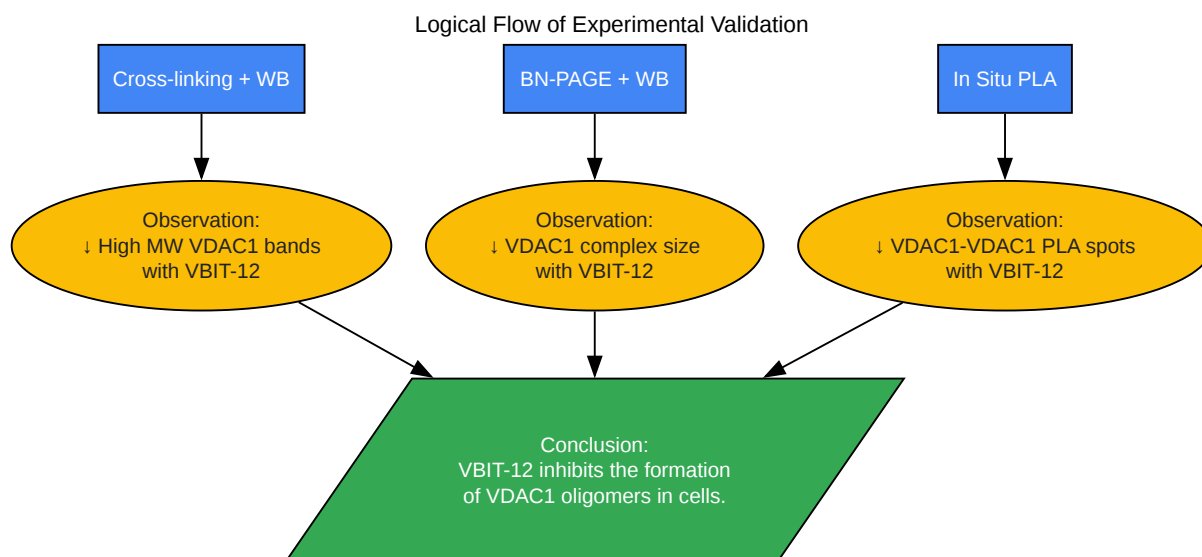 Logical Flow of Experimental Validation
Cross-linking + WB
BN-PAGE + WB
In Situ PLA
Observation:
↓ High MW VDAC1 bands
with VBIT-12
Observation:
↓ VDAC1 complex size
with VBIT-12
Observation:
↓ VDAC1-VDAC1 PLA spots
with VBIT-12
Conclusion:
VBIT-12 inhibits the formation
of VDAC1 oligomers in cells.